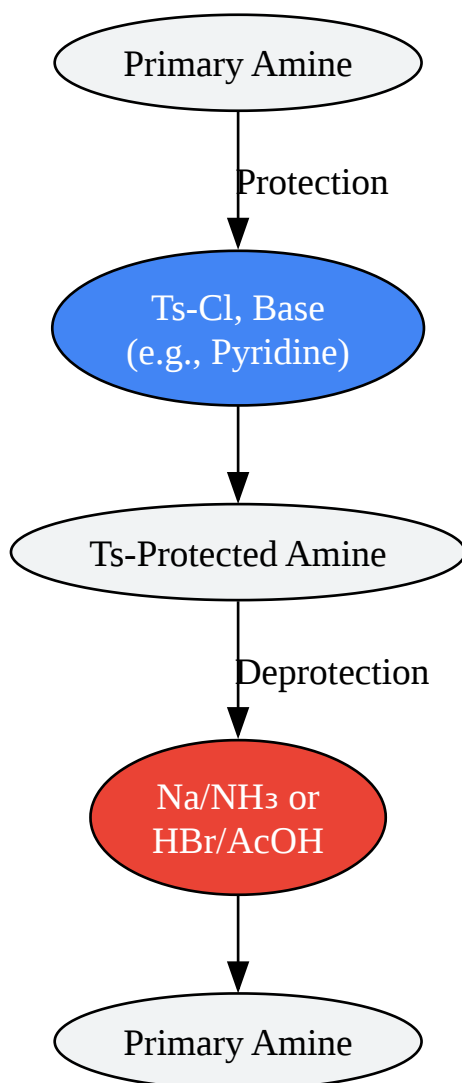 Primary Amine
Protection
Ts-Cl, Base
(e.g., Pyridine)
Ts-Protected Amine
Deprotection
Na/NH₃ or
HBr/AcOH
Primary Amine